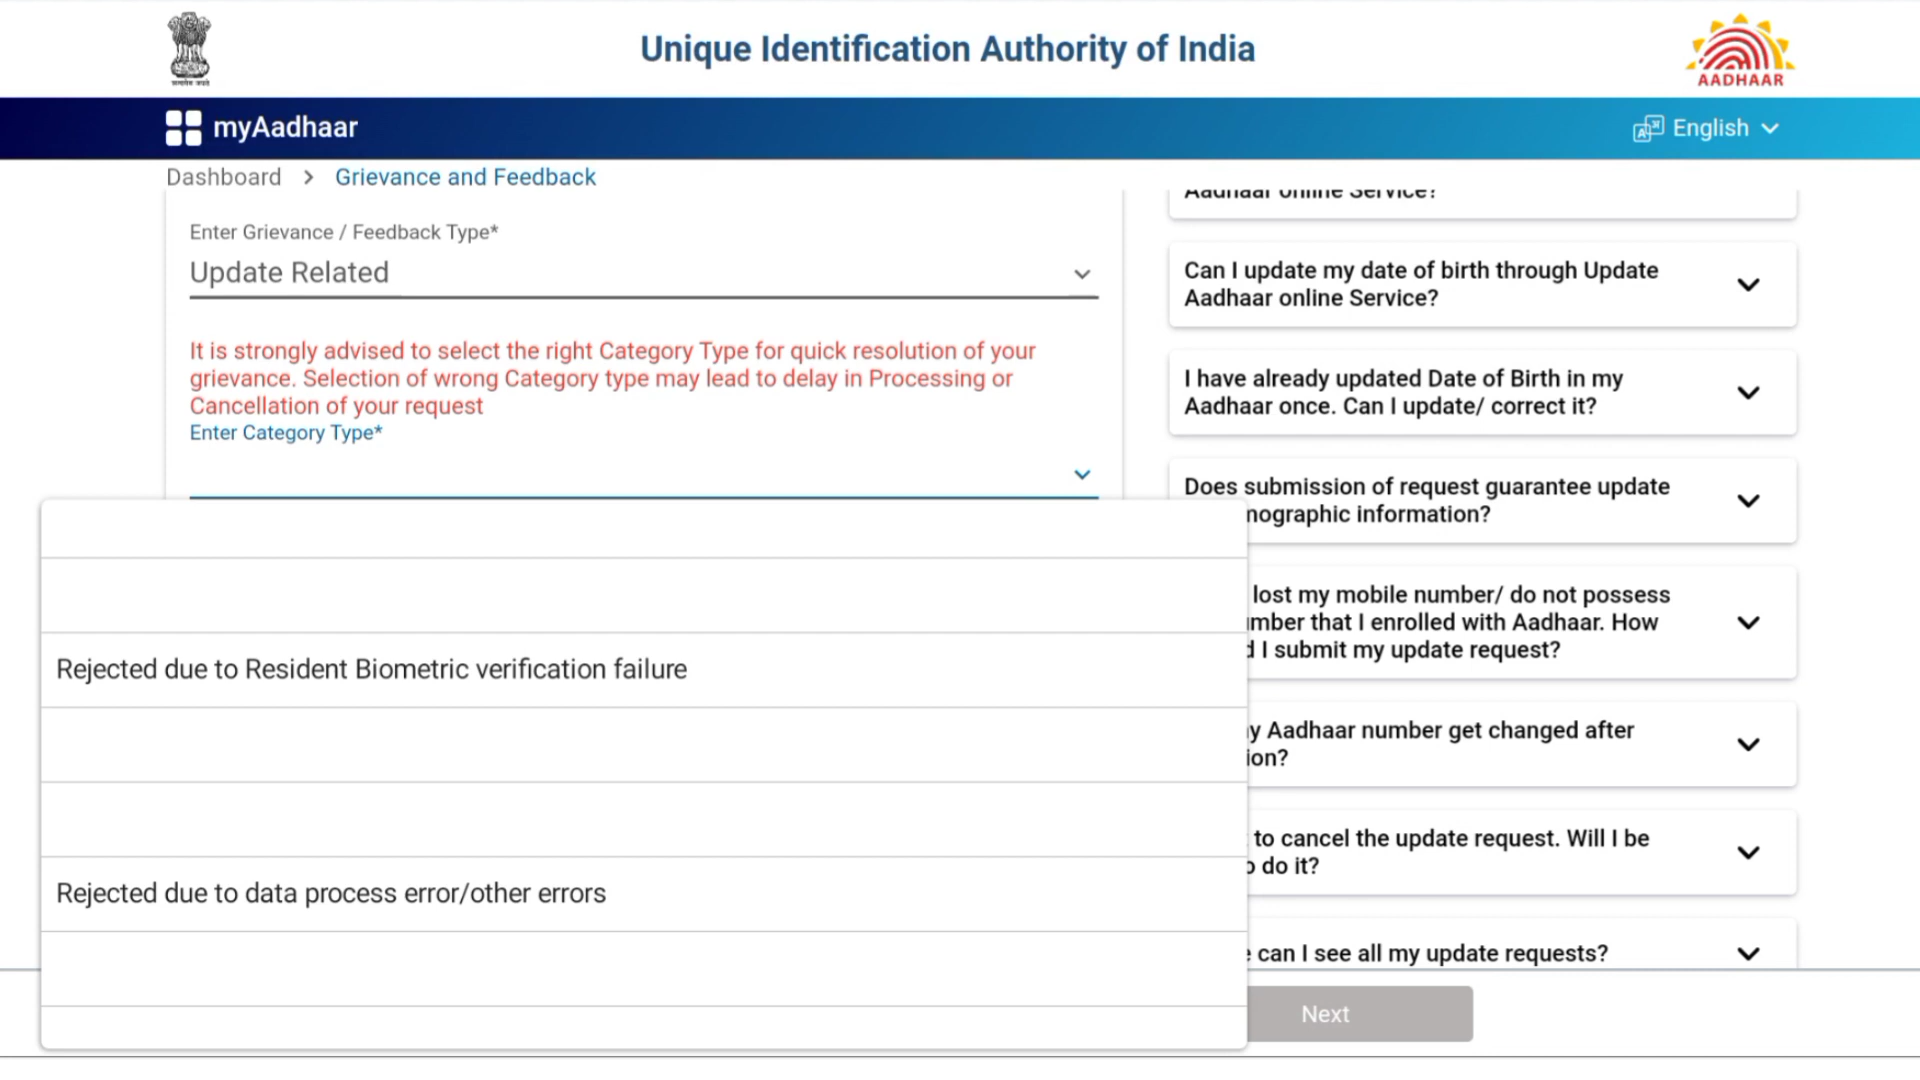 Unique Identification Authority of India
सत्यमेव जयते
AADHAAR
myAadhaar
English
Dashboard > Grievance and Feedback
Enter Grievance / Feedback Type*
Update Related
It is strongly advised to select the right Category Type for quick resolution of your
grievance. Selection of wrong Category type may lead to delay in Processing or
Cancellation of your request
Enter Category Type*
Rejected due to Resident Biometric verification failure
Rejected due to data process error/other errors
Aadhaar online Service?
Can I update my date of birth through Update
Aadhaar online Service?
I have already updated Date of Birth in my
Aadhaar once. Can I update/ correct it?
Does submission of request guarantee update
mographic information?
lost my mobile number/ do not possess
mber that I enrolled with Aadhaar. How
I submit my update request?
y Aadhaar number get changed after
ion?
to cancel the update request. Will I be
do it?
can I see all my update requests?
Next